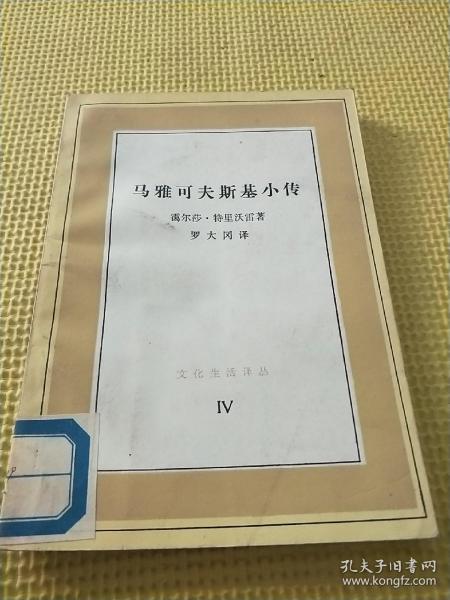 马雅可夫斯基小传
霭尔莎·特里沃雷著
罗大冈译
文化生活译丛
IV
孔夫子旧书网
www.kongfz.com